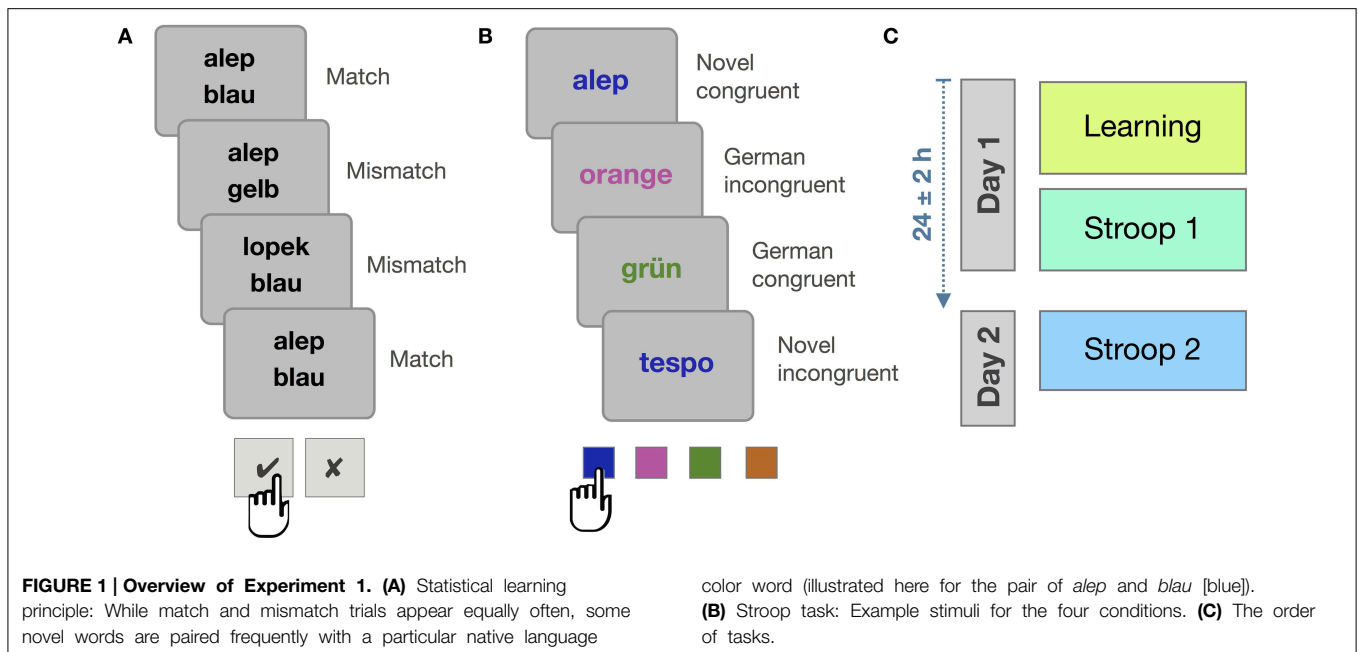 A
alep
blau
Match
alep
gelb
Mismatch
lopek
blau
Mismatch
alep
blau
Match
✔ ✘
B
alep
Novel
congruent
orange
German
incongruent
grün
German
congruent
tespo
Novel
incongruent
C
24 ± 2 h
Day 1
Learning
Stroop 1
Day 2
Stroop 2
FIGURE 1 | Overview of Experiment 1. (A) Statistical learning
principle: While match and mismatch trials appear equally often, some
novel words are paired frequently with a particular native language
color word (illustrated here for the pair of alep and blau [blue]).
(B) Stroop task: Example stimuli for the four conditions. (C) The order
of tasks.